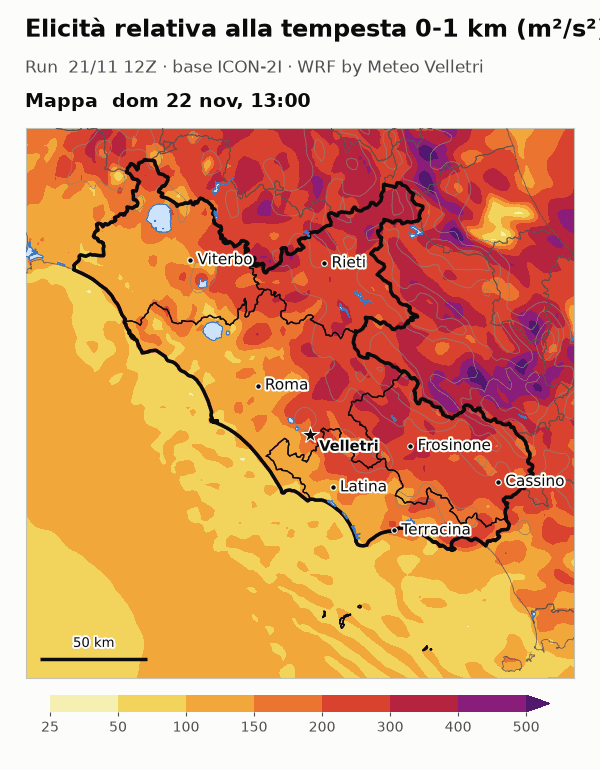 Elicità relativa alla tempesta 0-1 km (m²/s²)
Run 21/11 12Z · base ICON-2I · WRF by Meteo Velletri
Mappa dom 22 nov, 13:00
Viterbo
Rieti
Roma
Velletri
Frosinone
Latina
Cassino
Terracina
50 km
25 50 100 150 200 300 400 500